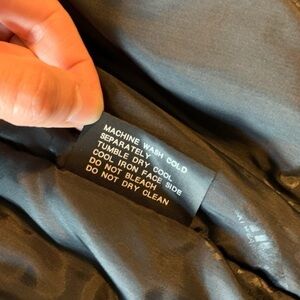 MACHINE WASH COLD
SEPARATELY
TUMBLE DRY COOL
COOL IRON FACE SIDE
DO NOT BLEACH
DO NOT DRY CLEAN